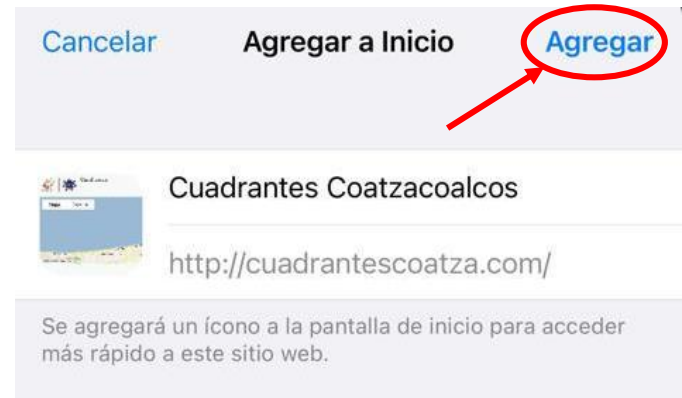 Cancelar Agregar a Inicio Agregar
Cuadrantes Coatzacoalcos
http://cuadrantescoatza.com/
Se agregará un ícono a la pantalla de inicio para acceder
más rápido a este sitio web.